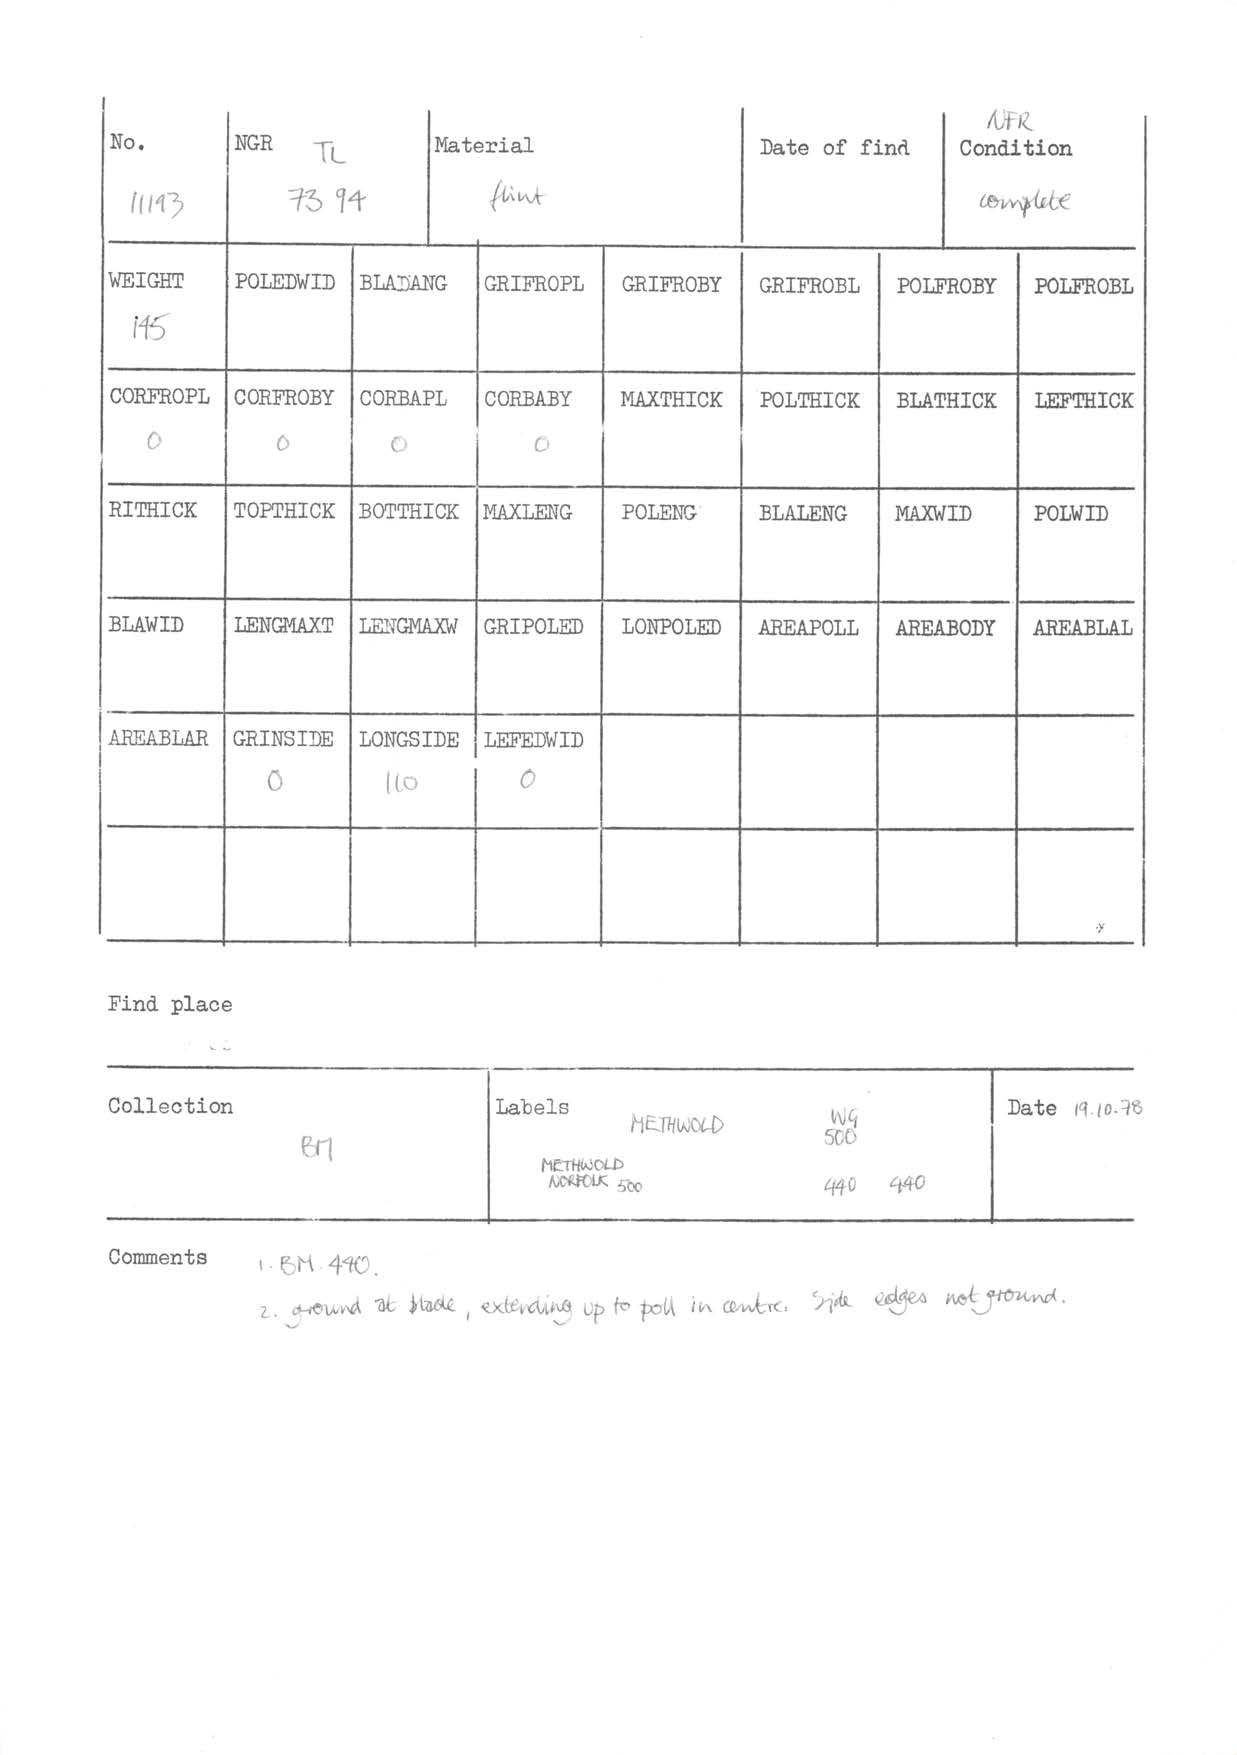 NFR
No. NGR TL Material Date of find Condition
11193 73 94 flint complete
WEIGHT POLEDWID BLADANG GRIFROPL GRIFROBY GRIFROBL POLFROBY POLFROBL
145
CORFROPL CORFROBY CORBAPL CORBABY MAXTHICK POLTHICK BLATHICK LEFTHICK
0 0 0 0
RITHICK TOPTHICK BOTTHICK MAXLENG POLENG BLALENG MAXWID POLWID
BLAWID LENGMAXT LENGMAXW GRIPOLED LONPOLED AREAPOLL AREABODY AREABLAL
AREABLAR GRINSIDE LONGSIDE LEFEDWID
0 110 0
Find place
Collection Labels METHWOLD WG Date 19.10.78
500
BM
METHWOLD
NORFOLK 500 440 440
Comments 1. BM 440.
2. ground at blade, extending up to poll in centre. Side edges not ground.